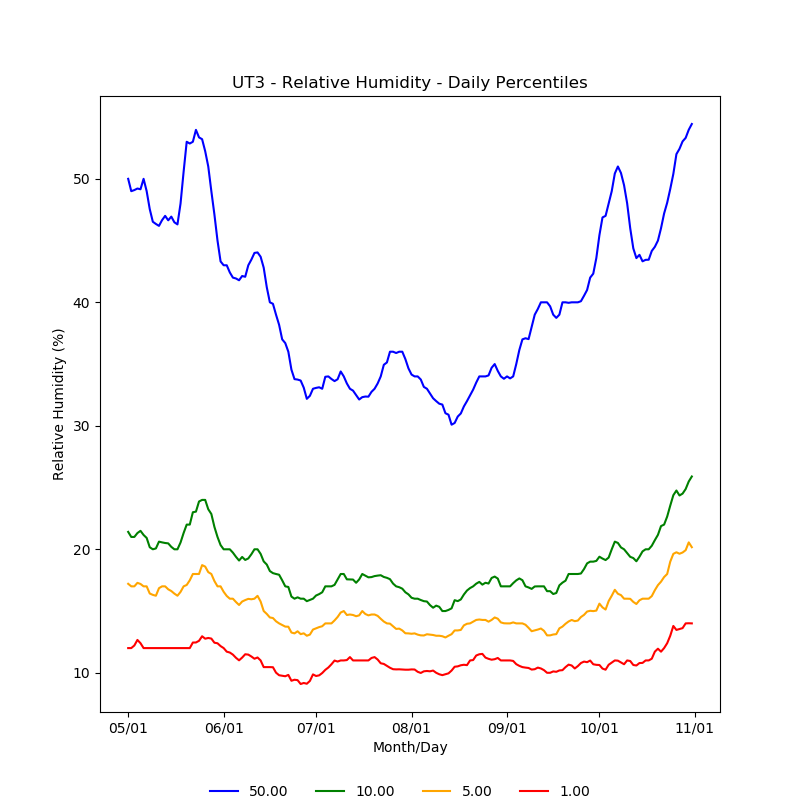 UT3 - Relative Humidity - Daily Percentiles
Relative Humidity (%)
50
40
30
20
10
05/01 06/01 07/01 08/01 09/01 10/01 11/01
Month/Day
50.00 10.00 5.00 1.00